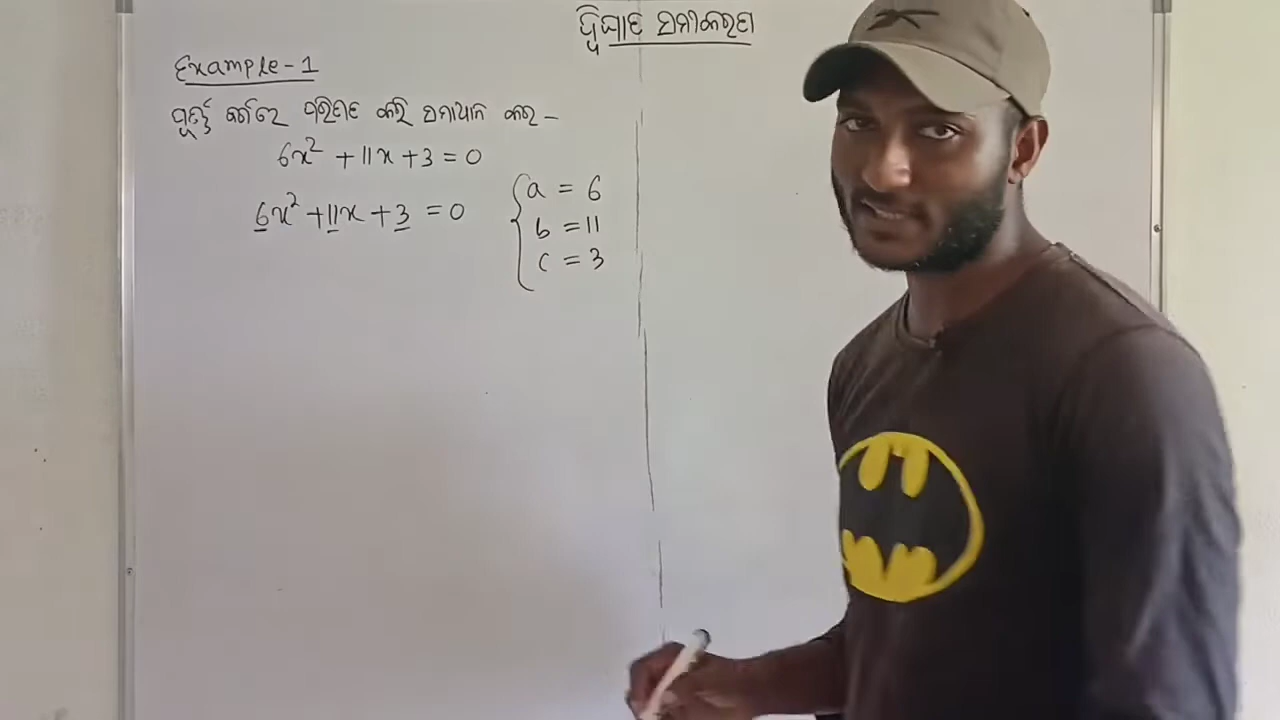 ଦ୍ୱିଘାତ ସମୀକରଣ
Example-1
ପୂର୍ଣ୍ଣ ବର୍ଗରେ ପରିଣତ କରି ସମାଧାନ କର -
6x² + 11x + 3 = 0
6x² + 11x + 3 = 0
a = 6
b = 11
c = 3